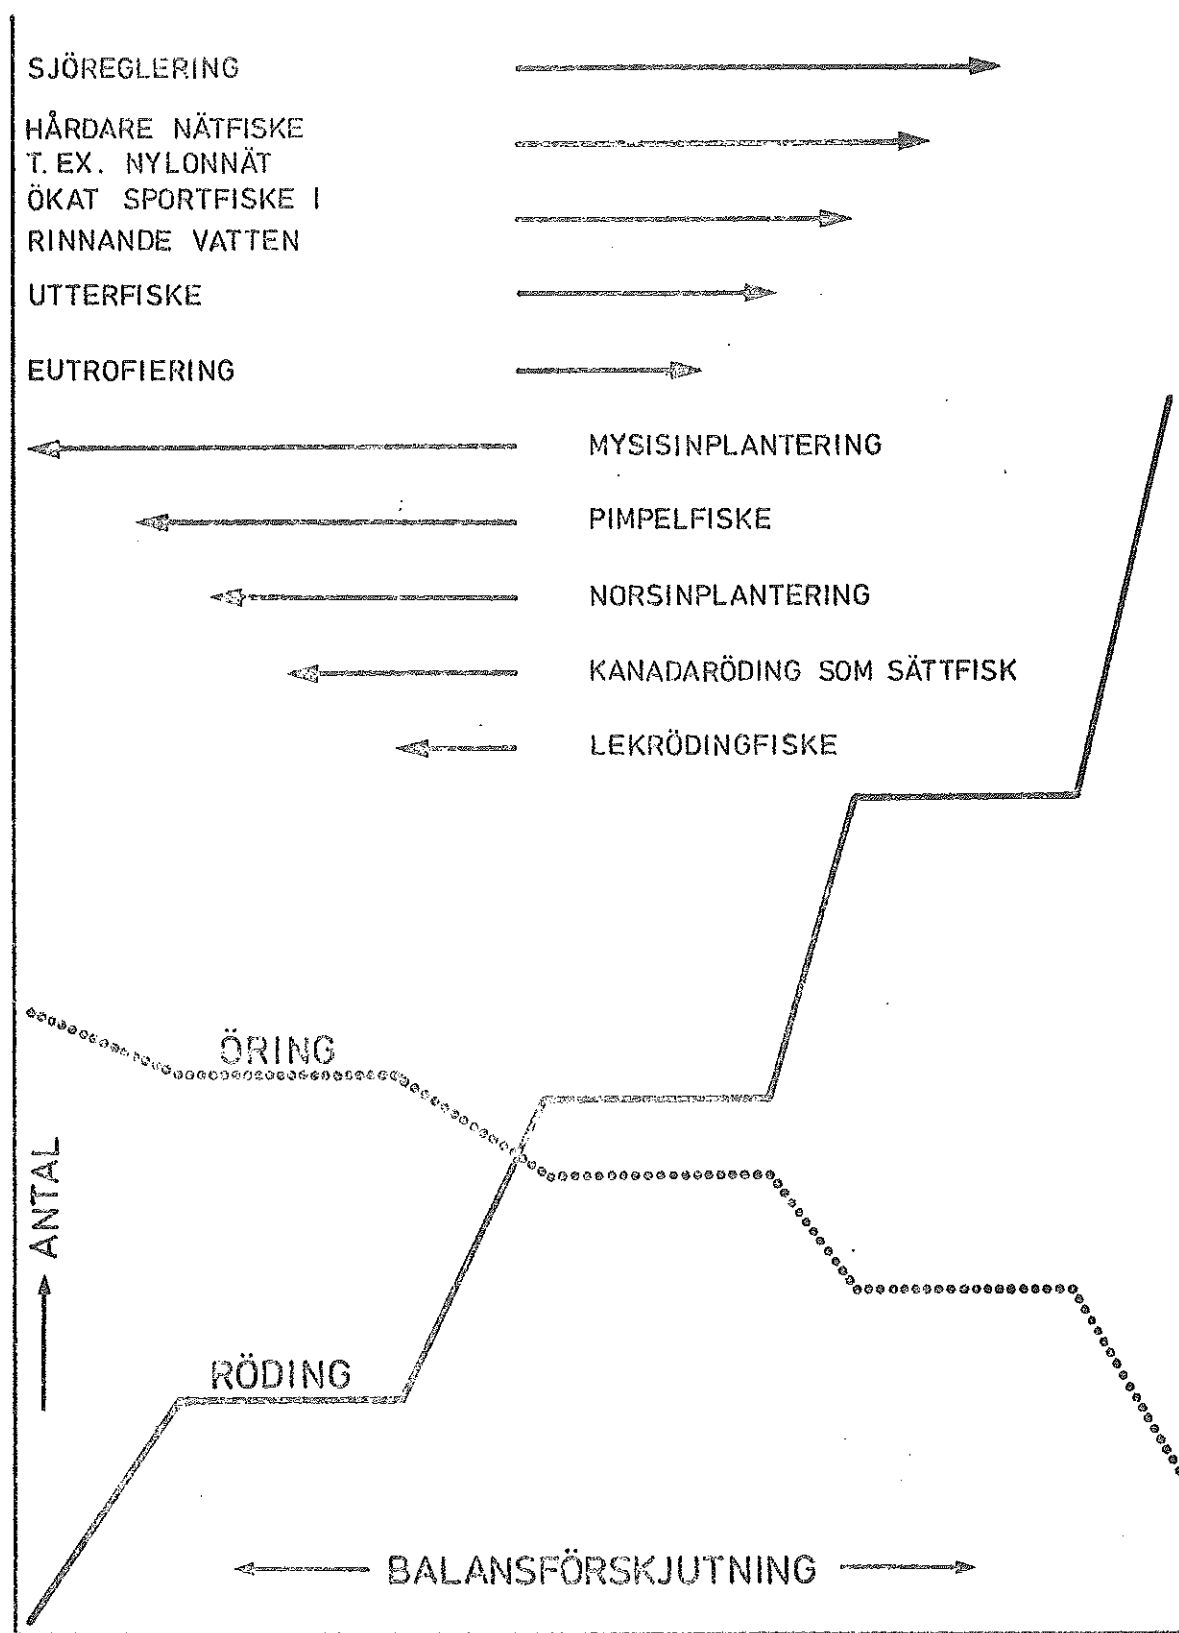 SJÖREGLERING
HÅRDARE NÄTFISKE
T. EX. NYLONNÄT
ÖKAT SPORTFISKE I
RINNANDE VATTEN
UTTERFISKE
EUTROFIERING
MYSISINPLANTERING
PIMPELFISKE
NORSINPLANTERING
KANADARÖDING SOM SÄTTFISK
LEKRÖDINGFISKE
ÖRING
ANTAL
RÖDING
BALANSFÖRSKJUTNING